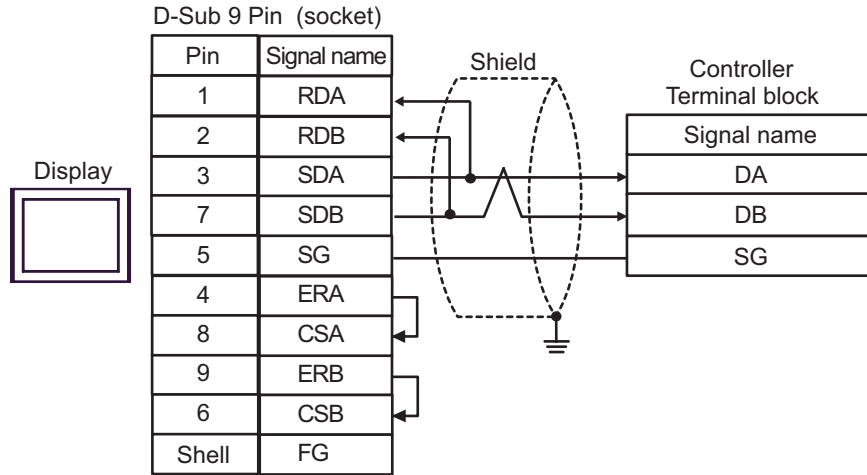 D-Sub 9 Pin (socket)
Pin Signal name
1 RDA
2 RDB
3 SDA
7 SDB
5 SG
4 ERA
8 CSA
9 ERB
6 CSB
Shell FG
Display
Shield
Controller
Terminal block
Signal name
DA
DB
SG